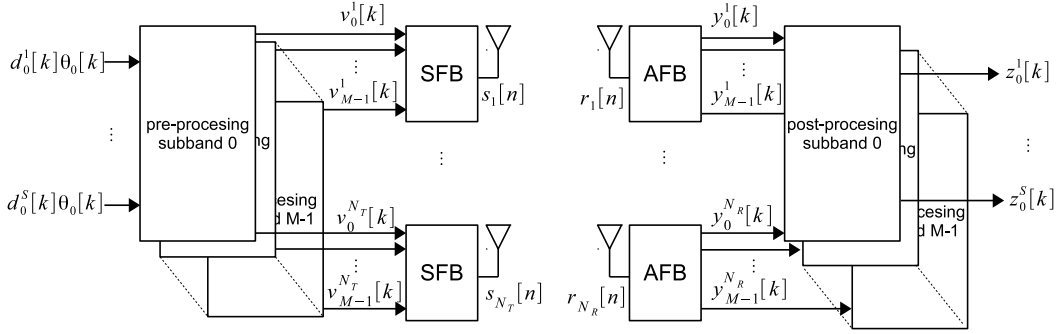 v_0^1[k]
d_0^1[k]θ_0[k]
SFB
v_{M-1}^1[k]
s_1[n]
pre-procesing
subband 0
ing
d_0^S[k]θ_0[k]
cesing
d M-1
v_0^{N_T}[k]
SFB
v_{M-1}^{N_T}[k]
s_{N_T}[n]
y_0^1[k]
AFB
r_1[n]
y_{M-1}^1[k]
z_0^1[k]
post-procesing
subband 0
ng
y_0^{N_R}[k]
z_0^S[k]
cesing
d M-1
AFB
r_{N_R}[n]
y_{M-1}^{N_R}[k]